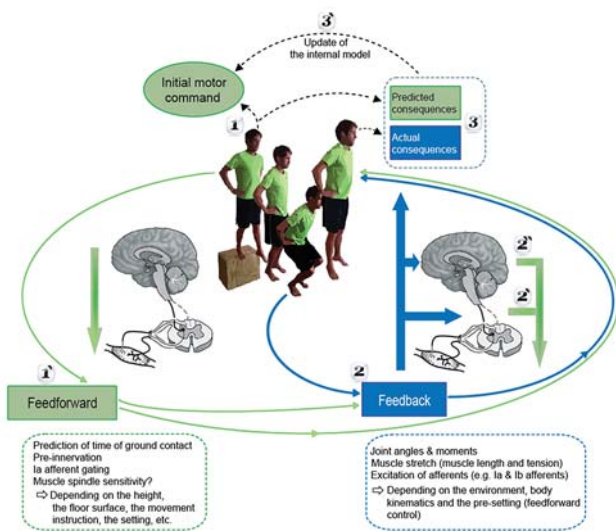 3`
Update of
the internal model
Initial motor
command
Predicted
consequences
1
3
Actual
consequences
2``
2`
1`
2
Feedforward
Feedback
Prediction of time of ground contact
Pre-innervation
Ia afferent gating
Muscle spindle sensitivity?
⇨ Depending on the height,
the floor surface, the movement
instruction, the setting, etc.
Joint angles & moments
Muscle stretch (muscle length and tension)
Excitation of afferents (e.g. Ia & Ib afferents)
⇨ Depending on the environment, body
kinematics and the pre-setting (feedforward
control)